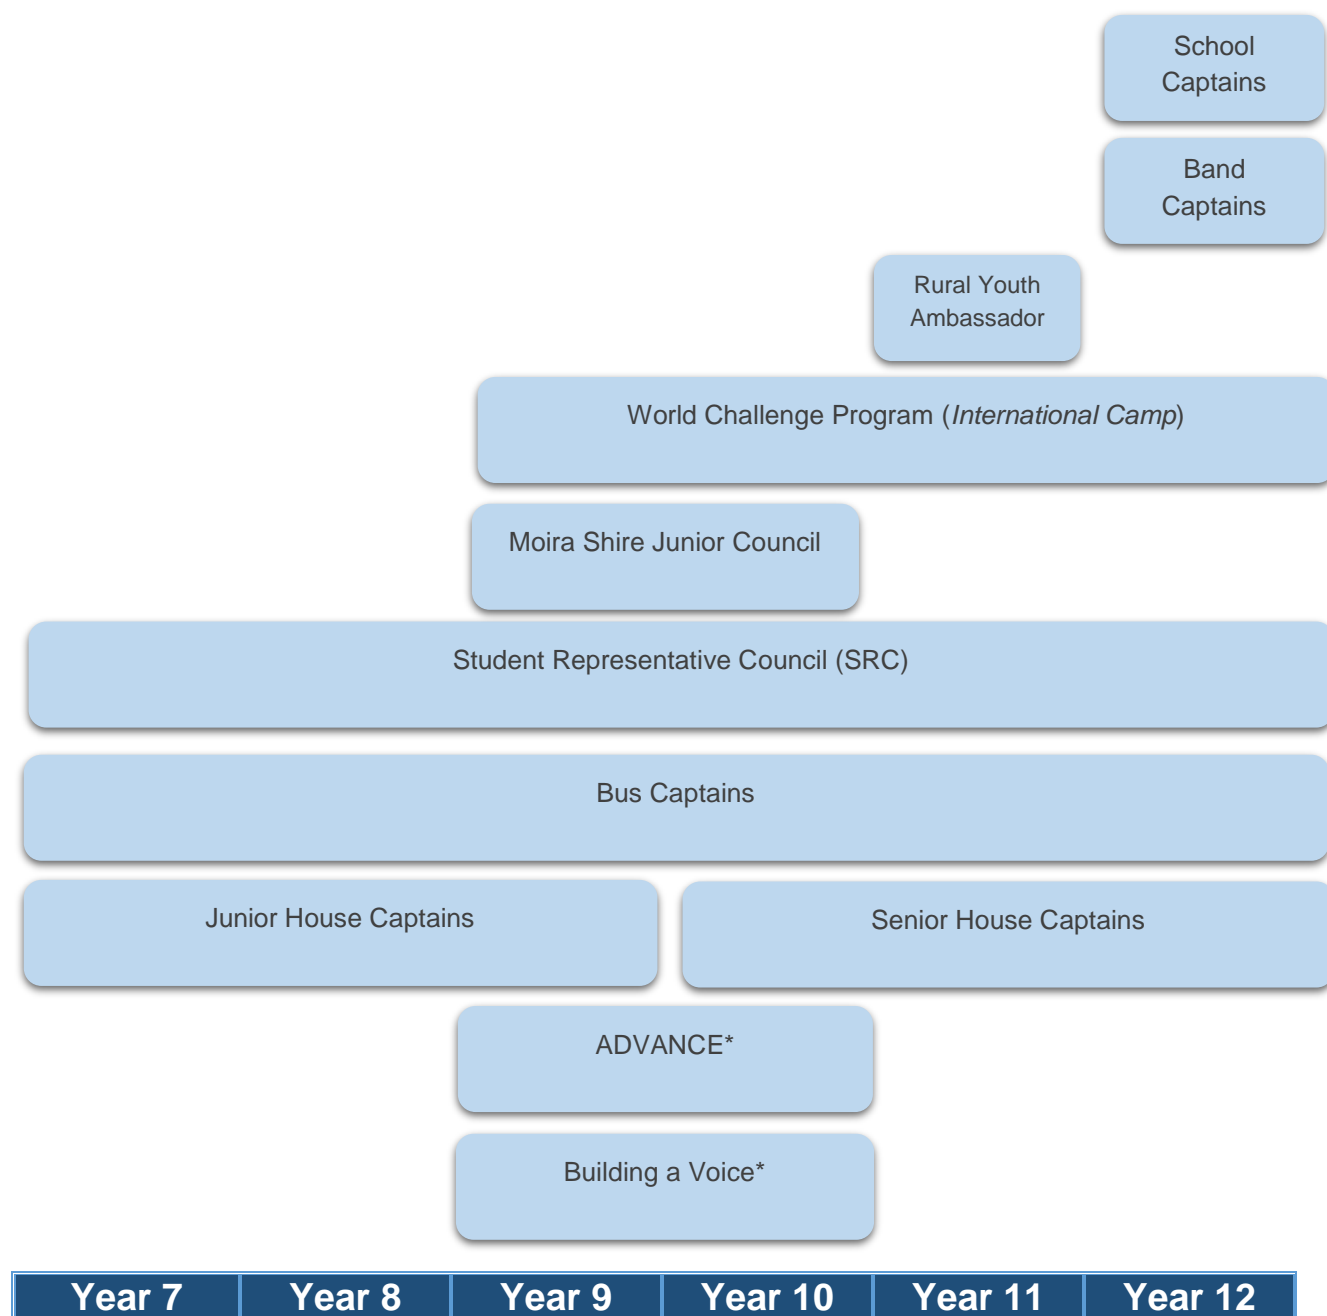 School
Captains
Band
Captains
Rural Youth
Ambassador
World Challenge Program (International Camp)
Moira Shire Junior Council
Student Representative Council (SRC)
Bus Captains
Junior House Captains
Senior House Captains
ADVANCE*
Building a Voice*
Year 7 Year 8 Year 9 Year 10 Year 11 Year 12